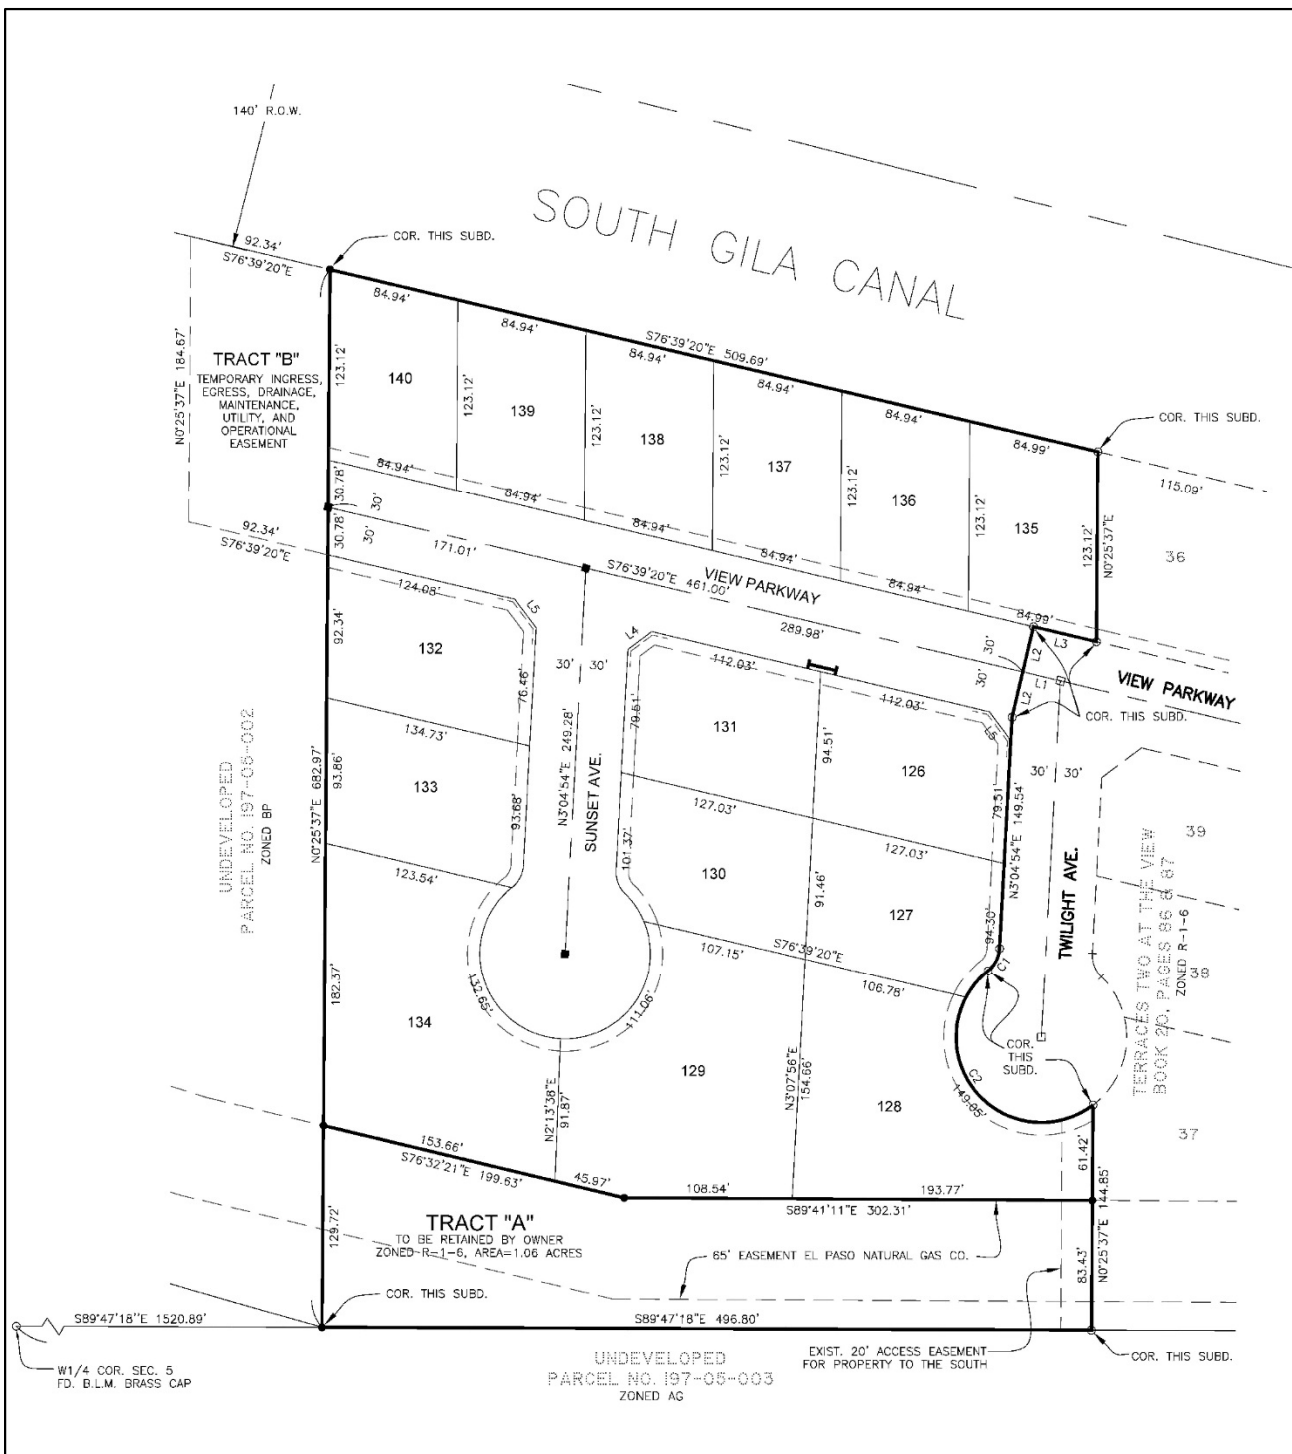 140' R.O.W.
SOUTH GILA CANAL
COR. THIS SUBD.
92.34'
S76°39'20"E
84.94'
84.94'
84.94'
S76°39'20"E 509.69'
84.94'
84.94'
84.99'
COR. THIS SUBD.
115.09'
N0°25'37"E 184.67'
TRACT "B"
TEMPORARY INGRESS,
EGRESS, DRAINAGE,
MAINTENANCE,
UTILITY, AND
OPERATIONAL
EASEMENT
123.12'
140
123.12'
139
123.12'
138
123.12'
137
123.12'
136
123.12'
135
123.12'
N0°25'37"E
36
84.94'
84.94'
84.94'
84.94'
84.94'
84.99'
30.78'
30'
30.78'
30'
92.34'
S76°39'20"E
171.01'
S76°39'20"E 461.00'
VIEW PARKWAY
289.98'
30'
30'
L2
L3
L1
L2
VIEW PARKWAY
COR. THIS SUBD.
124.08'
L5
L4
92.34'
132
76.46'
30'
30'
112.03'
112.03'
L5
79.51'
131
94.51'
126
79.51'
30'
30'
134.73'
UNDEVELOPED
PARCEL NO. 197-05-002
ZONED BP
N0°25'37"E 682.97'
93.86'
133
93.68'
N3°04'54"E 249.28'
SUNSET AVE.
127.03'
127.03'
N3°04'54"E 149.54'
TWILIGHT AVE.
39
TERRACES TWO AT THE VIEW
BOOK 20, PAGES 86 & 87
ZONED R-1-6
38
123.54'
101.37'
130
91.46'
127
94.30'
C1
107.15'
S76°39'20"E
106.78'
182.37'
134
132.65'
111.06'
COR.
THIS
SUBD.
C2
149.05'
129
N3°07'56"E
154.66'
128
N2°13'38"E
91.87'
37
61.42'
153.66'
S76°32'21"E 199.63'
45.97'
108.54'
193.77'
S89°41'11"E 302.31'
N0°25'37"E 144.85'
83.43'
129.72'
TRACT "A"
TO BE RETAINED BY OWNER
ZONED R-1-6, AREA=1.06 ACRES
65' EASEMENT EL PASO NATURAL GAS CO.
COR. THIS SUBD.
S89°47'18"E 1520.89'
S89°47'18"E 496.80'
W1/4 COR. SEC. 5
FD. B.L.M. BRASS CAP
UNDEVELOPED
PARCEL NO. 197-05-003
ZONED AG
EXIST. 20' ACCESS EASEMENT
FOR PROPERTY TO THE SOUTH
COR. THIS SUBD.